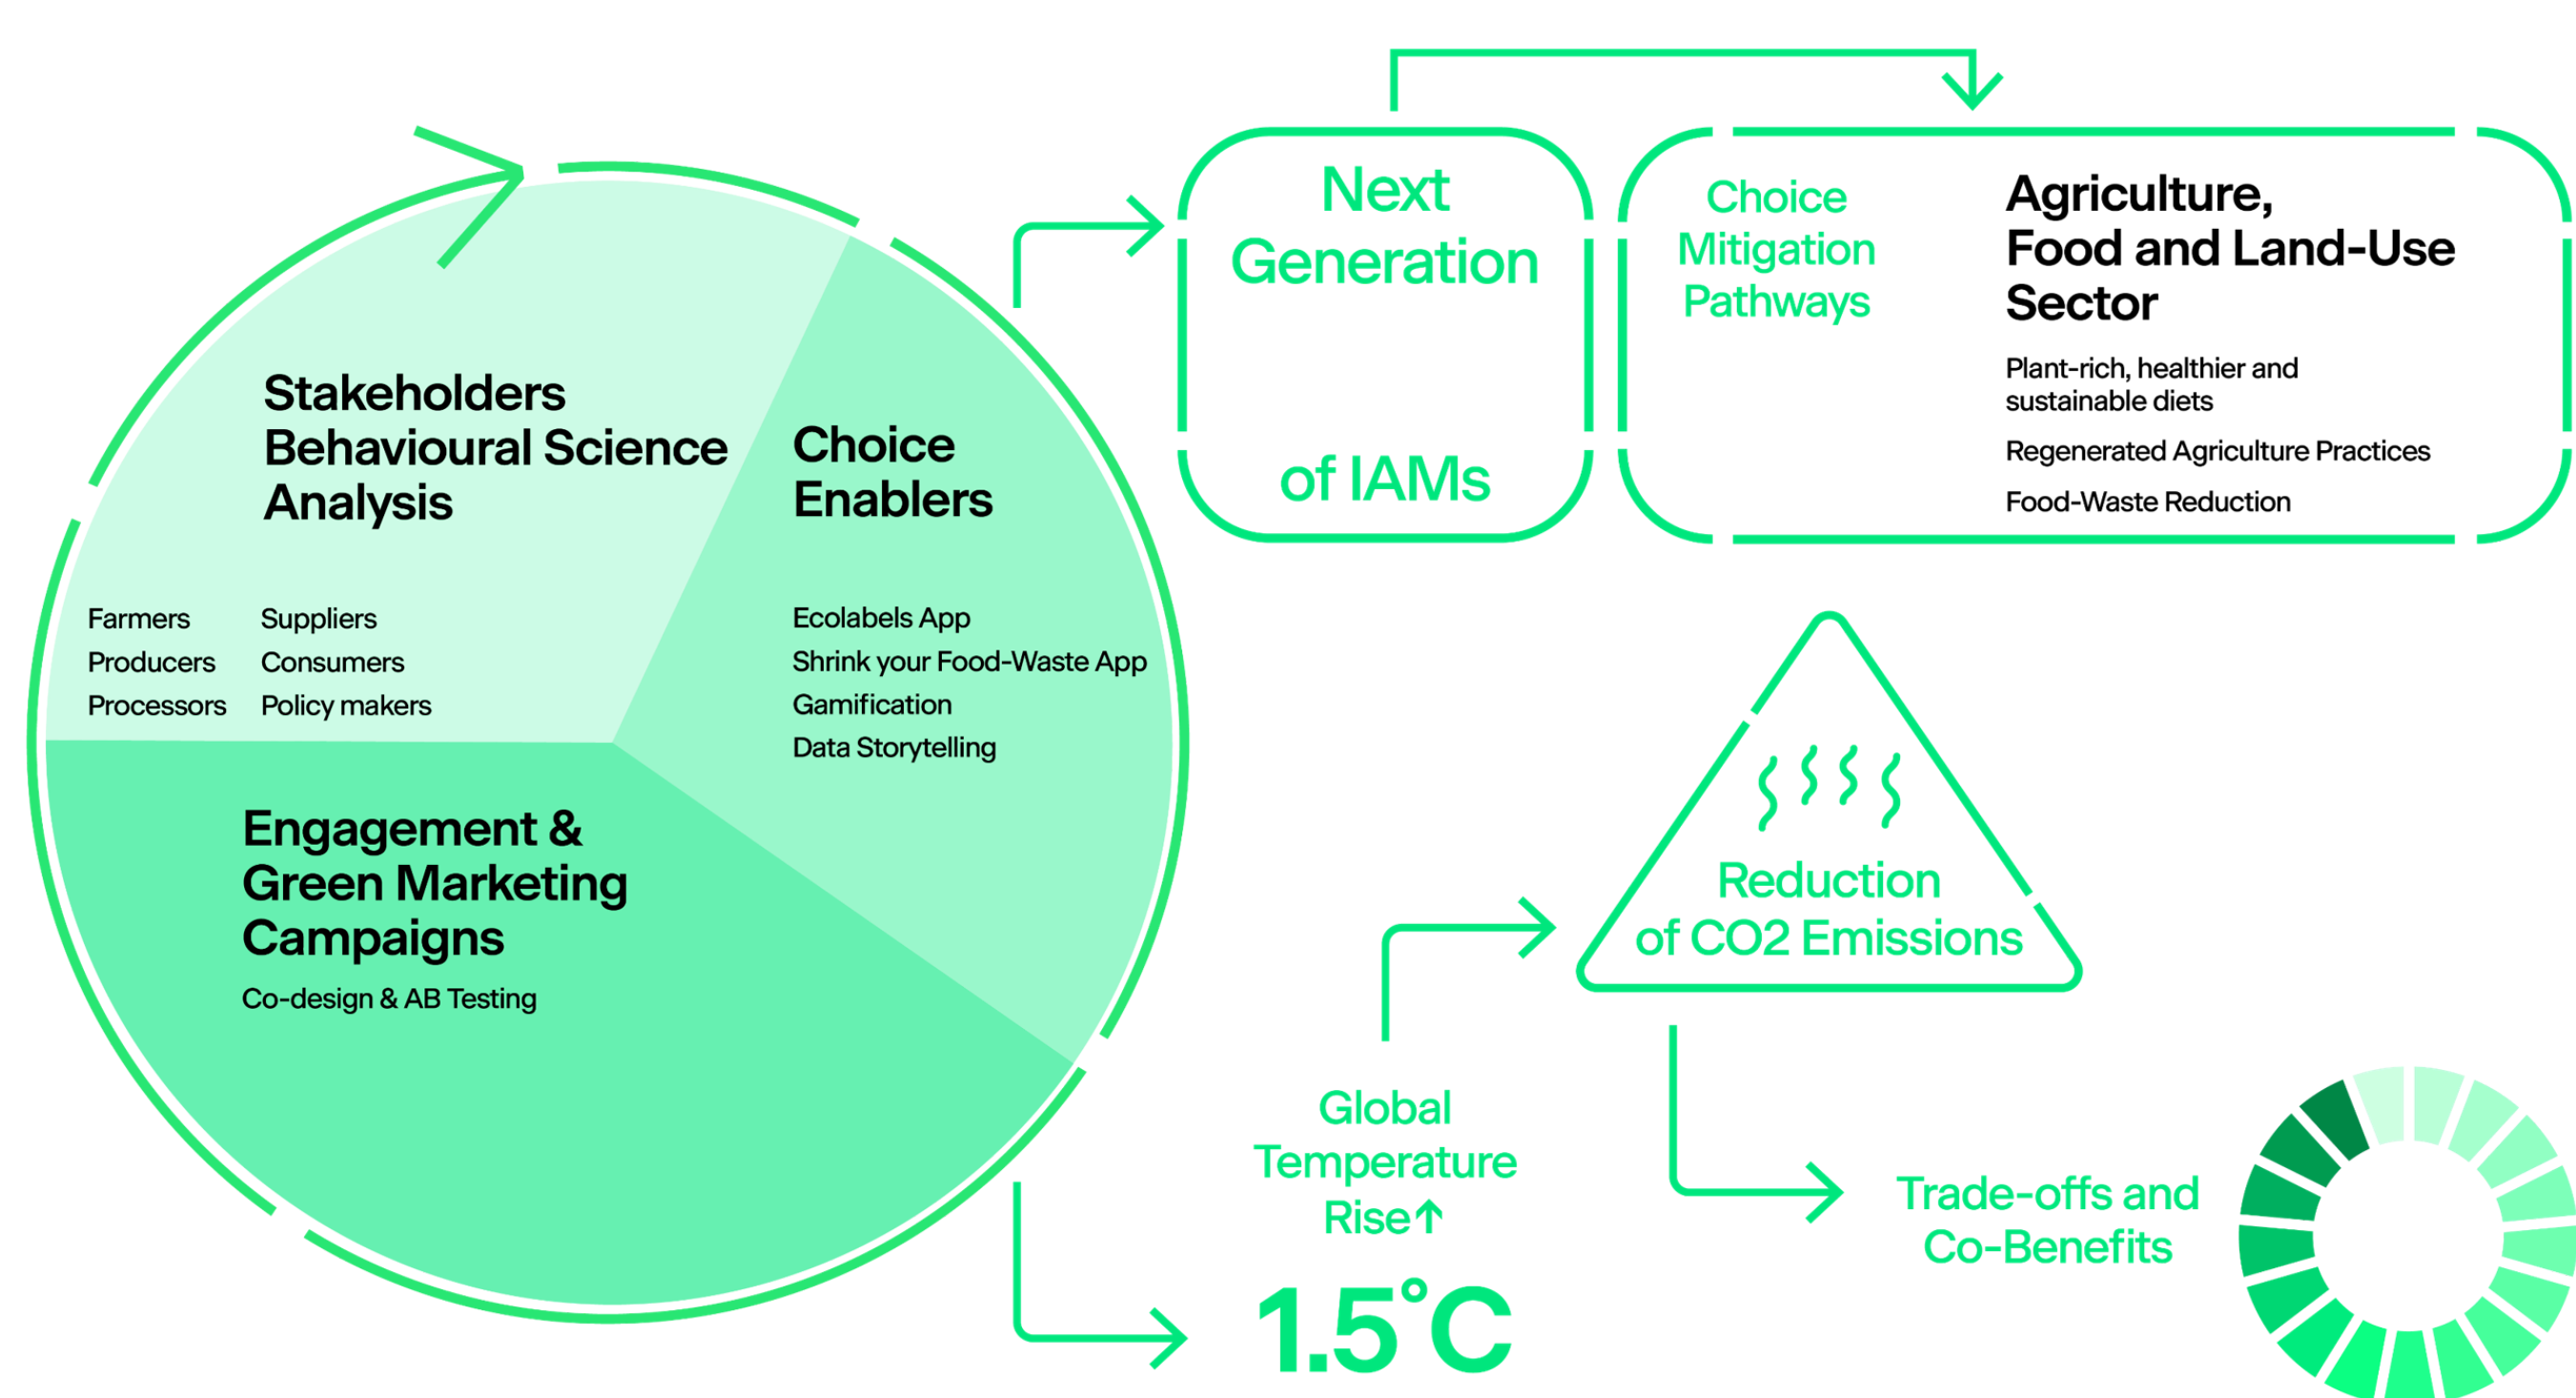 Stakeholders
Behavioural Science
Analysis
Farmers
Producers
Processors
Suppliers
Consumers
Policy makers
Choice
Enablers
Ecolabels App
Shrink your Food-Waste App
Gamification
Data Storytelling
Engagement &
Green Marketing
Campaigns
Co-design & AB Testing
Next
Generation
of IAMs
Choice
Mitigation
Pathways
Agriculture,
Food and Land-Use
Sector
Plant-rich, healthier and
sustainable diets
Regenerated Agriculture Practices
Food-Waste Reduction
Global
Temperature
Rise↑
1.5°C
Reduction
of CO2 Emissions
Trade-offs and
Co-Benefits